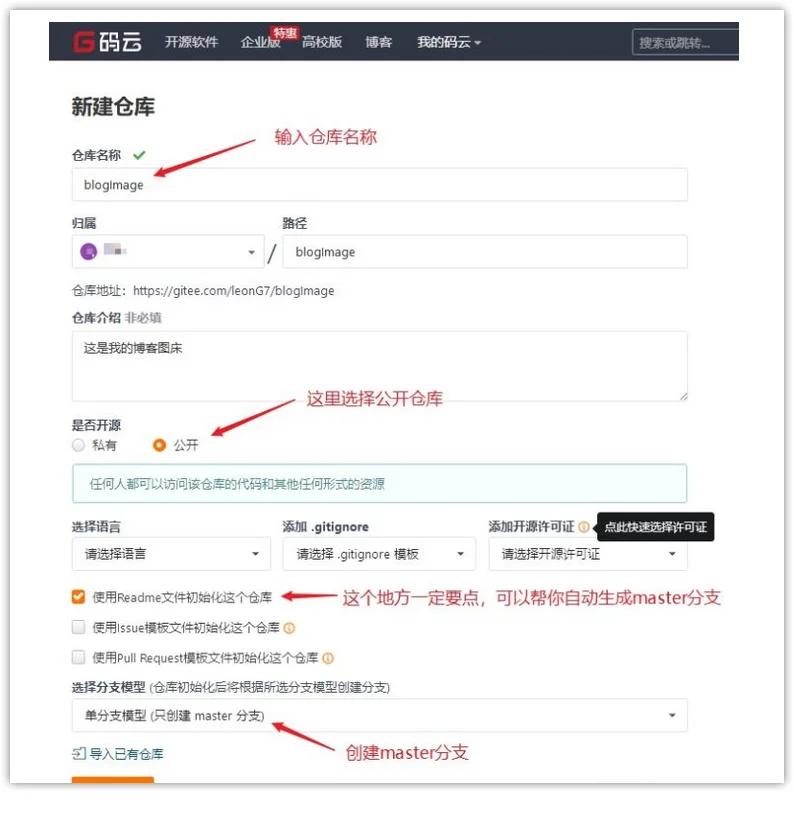 G 码云 开源软件 企业版 特惠 高校版 博客 我的码云 搜索或跳转...
新建仓库
输入仓库名称
仓库名称
blogImage
归属 路径
/ blogImage
仓库地址：https://gitee.com/leonG7/blogImage
仓库介绍 非必填
这是我的博客图床
这里选择公开仓库
是否开源
私有 公开
任何人都可以访问该仓库的代码和其他任何形式的资源
选择语言 添加 .gitignore 添加开源许可证 点此快速选择许可证
请选择语言 请选择 .gitignore 模板 请选择开源许可证
使用Readme文件初始化这个仓库 这个地方一定要点，可以帮你自动生成master分支
使用Issue模板文件初始化这个仓库
使用Pull Request模板文件初始化这个仓库
选择分支模型 (仓库初始化后将根据所选分支模型创建分支)
单分支模型 (只创建 master 分支)
导入已有仓库 创建master分支